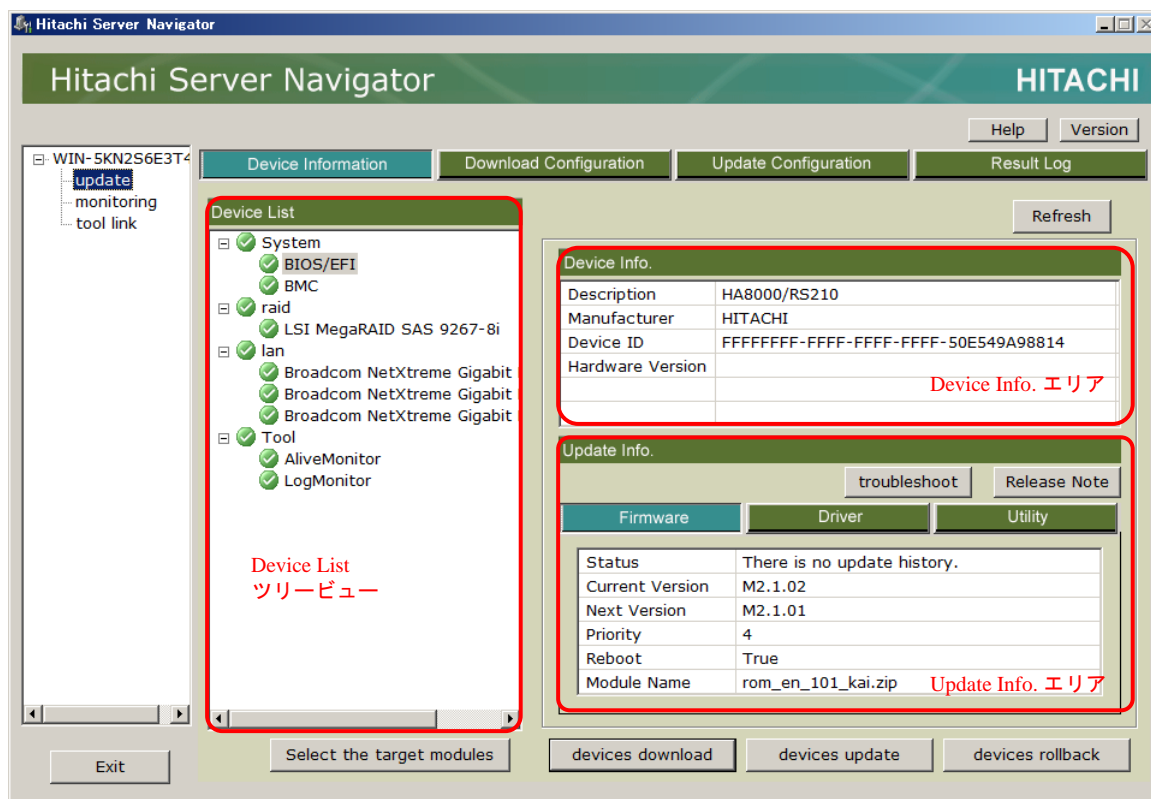 Hitachi Server Navigator
Hitachi Server Navigator
HITACHI
Help
Version
WIN-5KN2S6E3T4
update
monitoring
tool link
Device Information
Download Configuration
Update Configuration
Result Log
Refresh
Device List
System
BIOS/EFI
BMC
raid
LSI MegaRAID SAS 9267-8i
lan
Broadcom NetXtreme Gigabit
Broadcom NetXtreme Gigabit
Broadcom NetXtreme Gigabit
Tool
AliveMonitor
LogMonitor
Device List
ツリービュー
Device Info.
Description HA8000/RS210
Manufacturer HITACHI
Device ID FFFFFFFF-FFFF-FFFF-FFFF-50E549A98814
Hardware Version
Device Info. エリア
Update Info.
troubleshoot
Release Note
Firmware
Driver
Utility
Status There is no update history.
Current Version M2.1.02
Next Version M2.1.01
Priority 4
Reboot True
Module Name rom_en_101_kai.zip
Update Info. エリア
Exit
Select the target modules
devices download
devices update
devices rollback